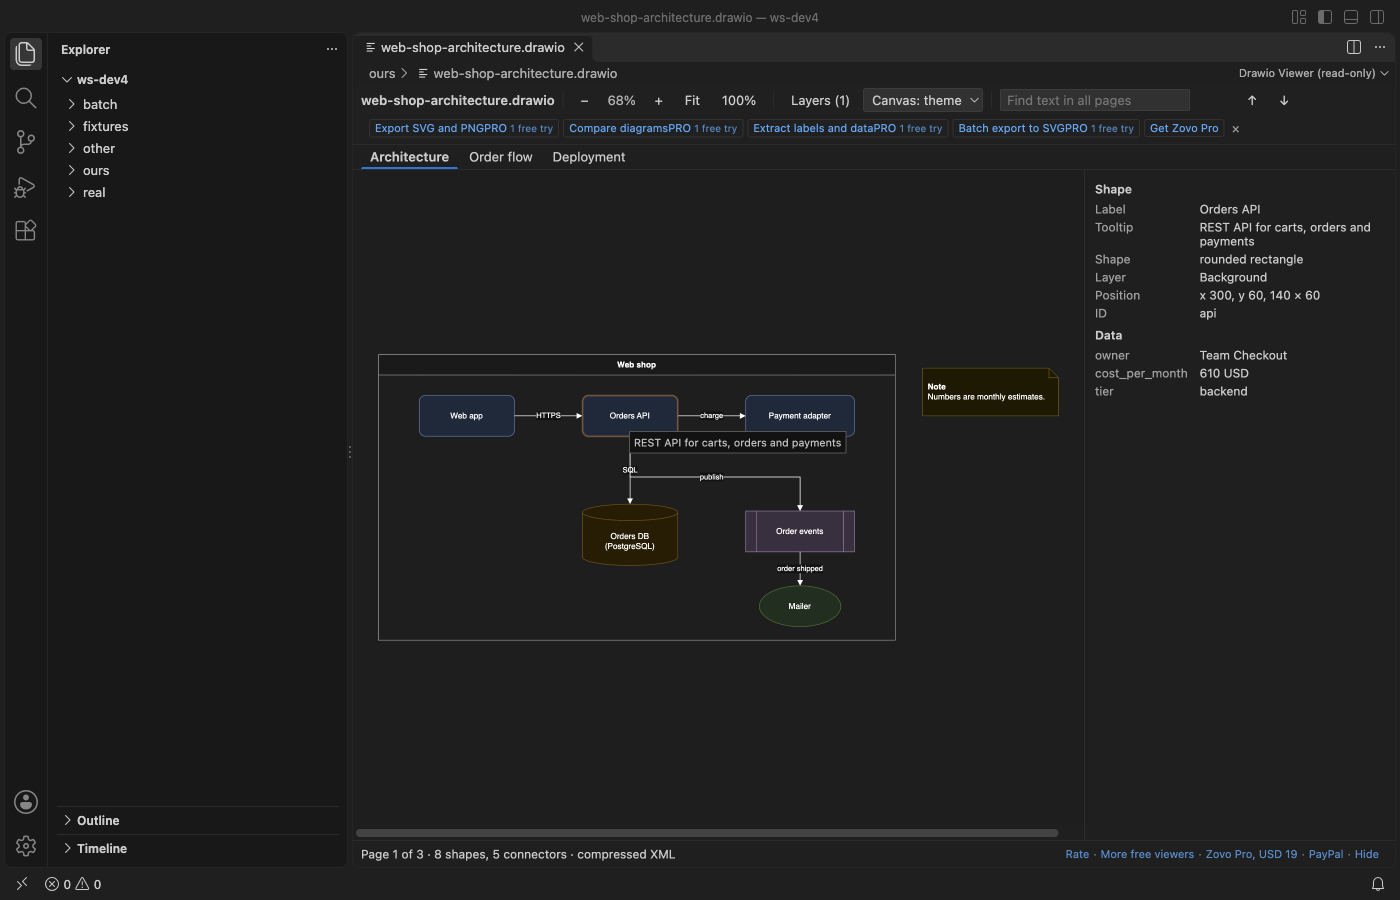 web-shop-architecture.drawio — ws-dev4
Explorer
ws-dev4
batch
fixtures
other
ours
real
Outline
Timeline
web-shop-architecture.drawio
ours
web-shop-architecture.drawio
Drawio Viewer (read-only)
web-shop-architecture.drawio
− 68% + Fit 100% Layers (1) Canvas: theme
Find text in all pages
Export SVG and PNGPRO 1 free try
Compare diagramsPRO 1 free try
Extract labels and dataPRO 1 free try
Batch export to SVGPRO 1 free try
Get Zovo Pro
Architecture Order flow Deployment
Web shop
Web app
HTTPS
Orders API
charge
Payment adapter
REST API for carts, orders and payments
SQL
publish
Orders DB
(PostgreSQL)
Order events
order shipped
Mailer
Note
Numbers are monthly estimates.
Shape
Label Orders API
Tooltip REST API for carts, orders and
payments
Shape rounded rectangle
Layer Background
Position x 300, y 60, 140 × 60
ID api
Data
owner Team Checkout
cost_per_month 610 USD
tier backend
Page 1 of 3 · 8 shapes, 5 connectors · compressed XML
Rate · More free viewers · Zovo Pro, USD 19 · PayPal · Hide
0 0